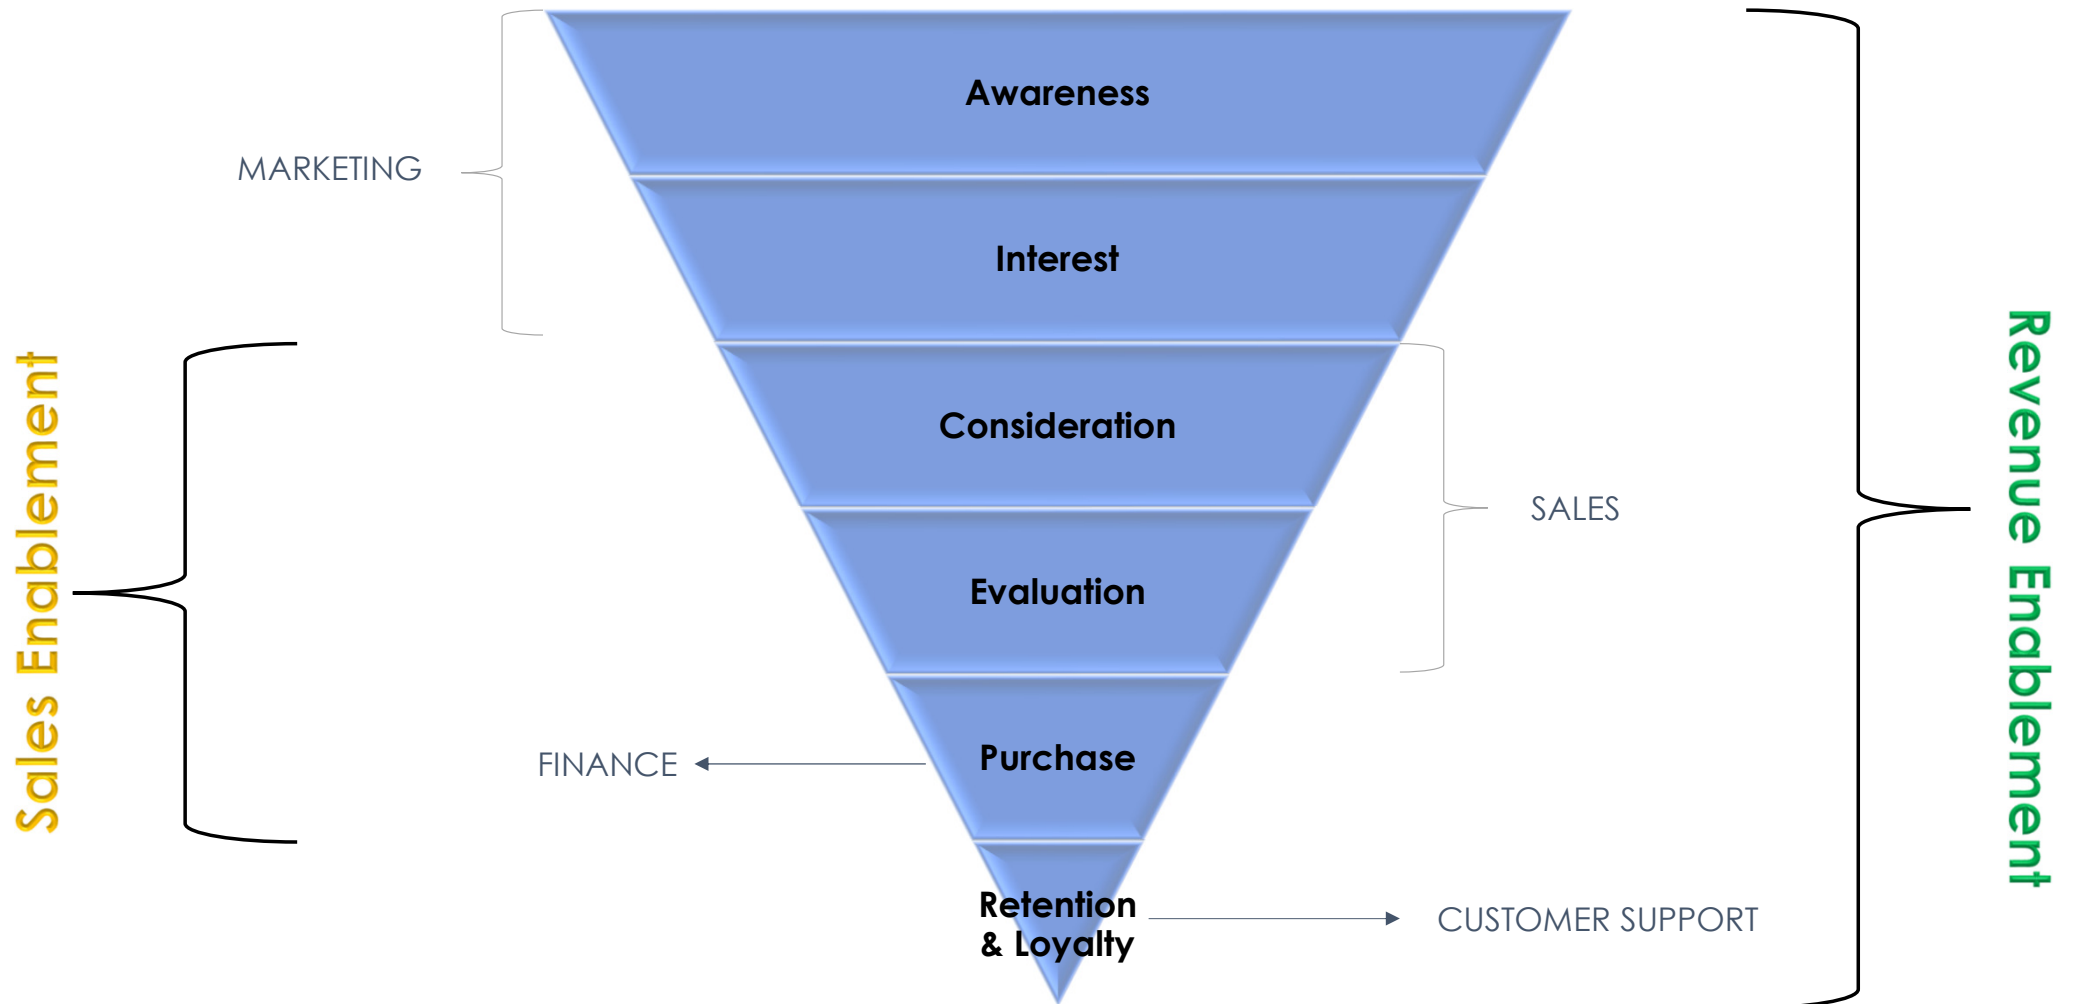 Awareness
MARKETING
Interest
Sales Enablement
Revenue Enablement
Consideration
SALES
Evaluation
Purchase
FINANCE
Retention
& Loyalty
CUSTOMER SUPPORT